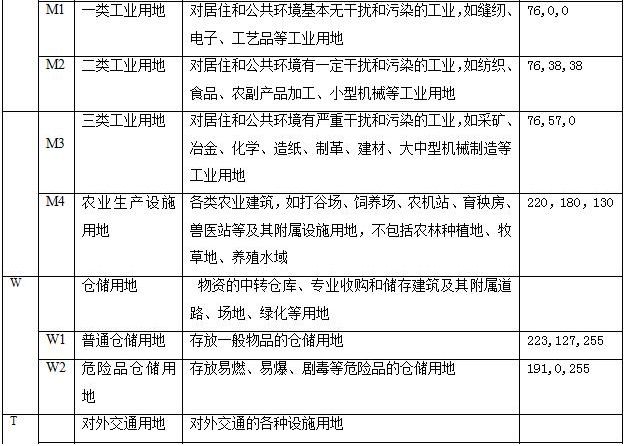 M1 一类工业用地 对居住和公共环境基本无干扰和污染的工业,如缝纫、 76,0,0
电子、工艺品等工业用地
M2 二类工业用地 对居住和公共环境有一定干扰和污染的工业,如纺织、 76,38,38
食品、农副产品加工、小型机械等工业用地
三类工业用地 对居住和公共环境有严重干扰和污染的工业,如采矿、 76,57,0
M3 冶金、化学、造纸、制革、建材、大中型机械制造等
工业用地
M4 农业生产设施 各类农业建筑,如打谷场、饲养场、农机站、育秧房、 220，180，130
用地 兽医站等及其附属设施用地，不包括农林种植地、牧
草地、养殖水域
W 仓储用地 物资的中转仓库、专业收购和储存建筑及其附属道
路、场地、绿化等用地
W1 普通仓储用地 存放一般物品的仓储用地 223,127,255
W2 危险品仓储用 存放易燃、易爆、剧毒等危险品的仓储用地 191,0,255
地
T 对外交通用地 对外交通的各种设施用地